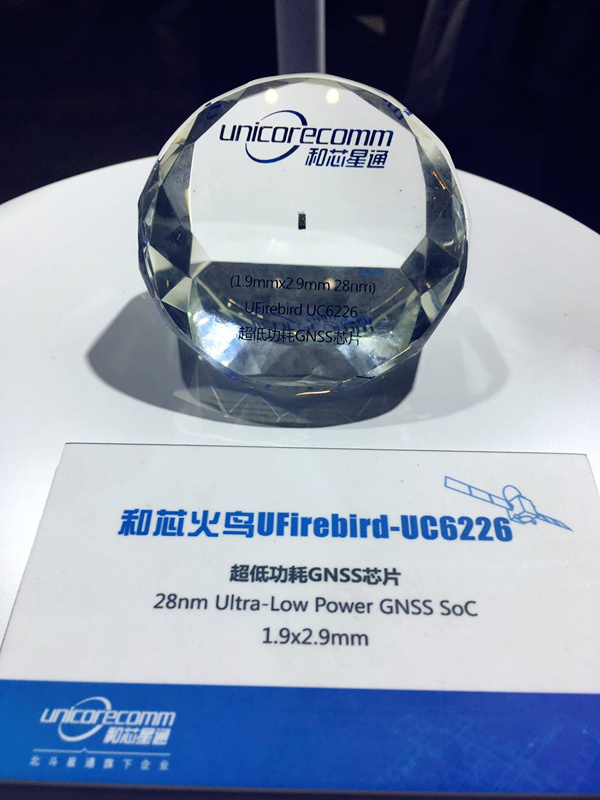 unicorecomm
和芯星通
(1.9mmx2.9mm 28nm)
UFirebird UC6226
超低功耗GNSS芯片
和芯火鸟UFirebird-UC6226
超低功耗GNSS芯片
28nm Ultra-Low Power GNSS SoC
1.9x2.9mm
unicorecomm
和芯星通
北斗星通旗下企业